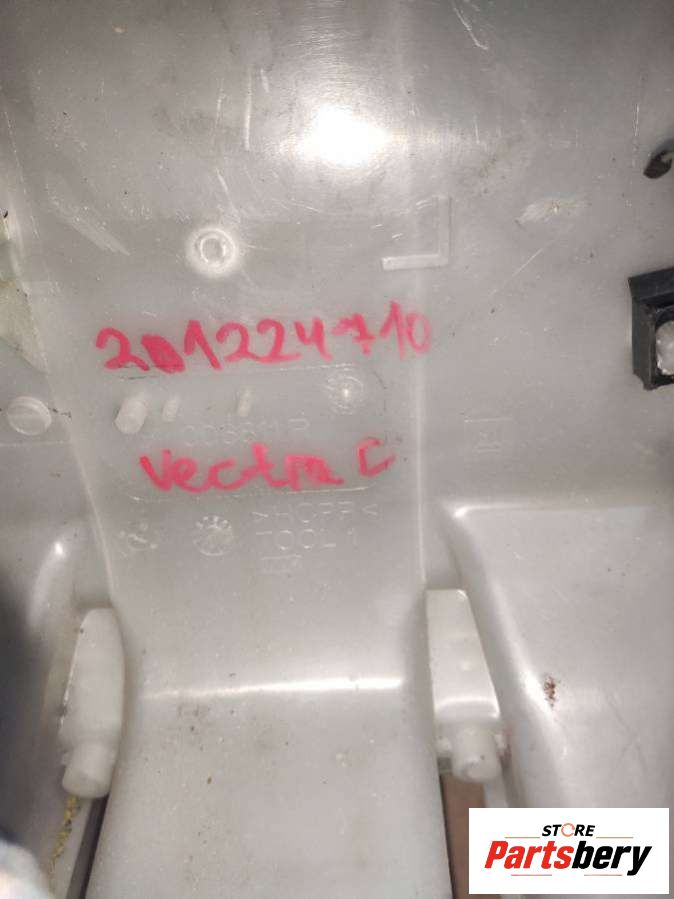 201224710
Vectra C
>HOPP<
TOOL 1
STORE
Partsbery